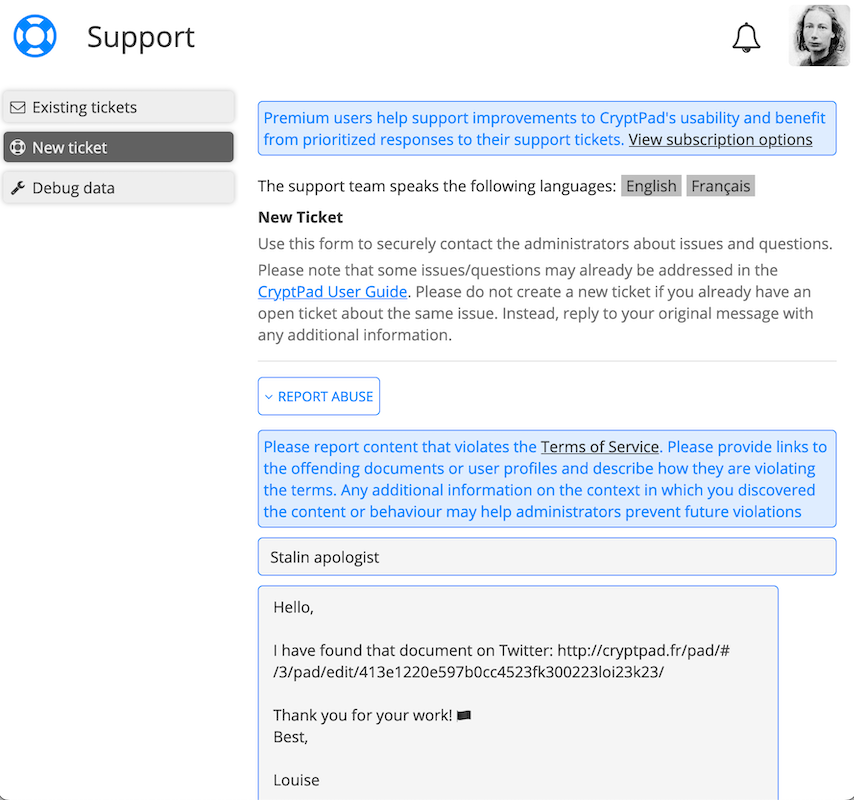 Support
Existing tickets
New ticket
Debug data
Premium users help support improvements to CryptPad's usability and benefit
from prioritized responses to their support tickets. View subscription options
The support team speaks the following languages: English Français
New Ticket
Use this form to securely contact the administrators about issues and questions.
Please note that some issues/questions may already be addressed in the
CryptPad User Guide. Please do not create a new ticket if you already have an
open ticket about the same issue. Instead, reply to your original message with
any additional information.
REPORT ABUSE
Please report content that violates the Terms of Service. Please provide links to
the offending documents or user profiles and describe how they are violating
the terms. Any additional information on the context in which you discovered
the content or behaviour may help administrators prevent future violations
Stalin apologist
Hello,
I have found that document on Twitter: http://cryptpad.fr/pad/#
/3/pad/edit/413e1220e597b0cc4523fk300223loi23k23/
Thank you for your work! 🏴
Best,
Louise